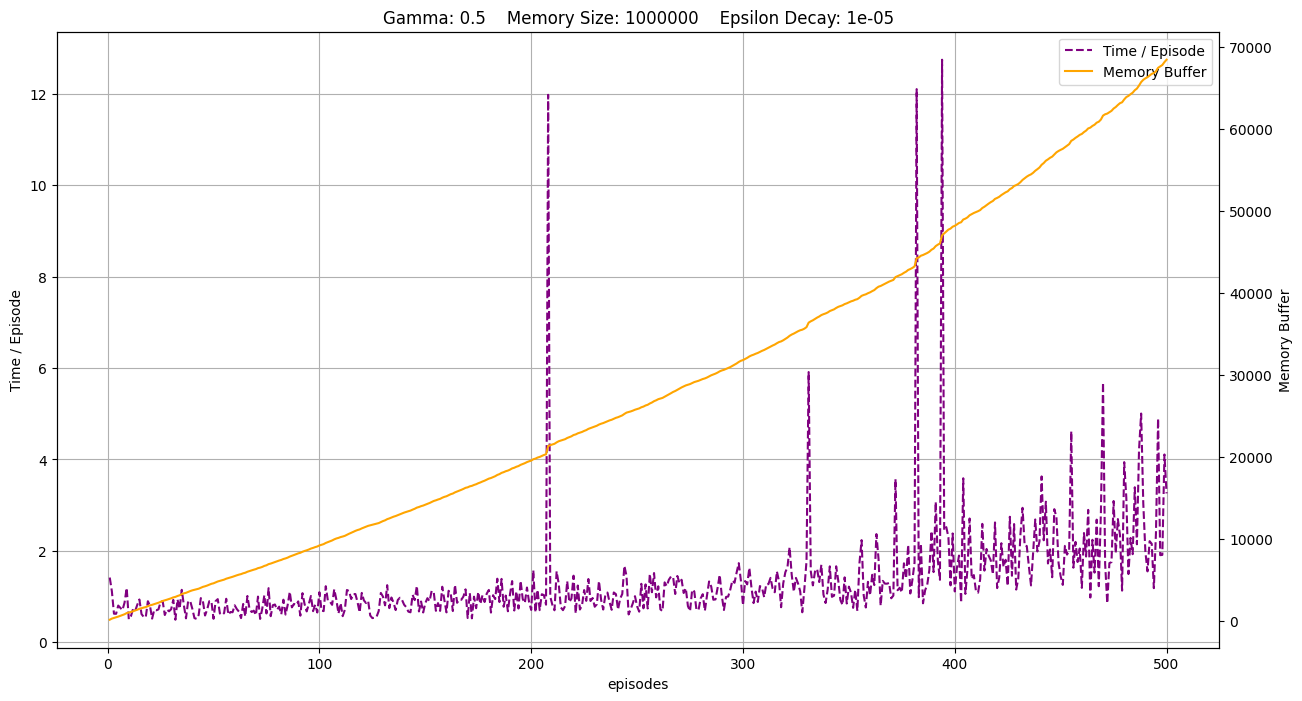 Gamma: 0.5    Memory Size: 1000000    Epsilon Decay: 1e-05
Time / Episode
Memory Buffer
12
10
8
6
4
2
0
Time / Episode
70000
60000
50000
40000
30000
20000
10000
0
Memory Buffer
0 100 200 300 400 500
episodes